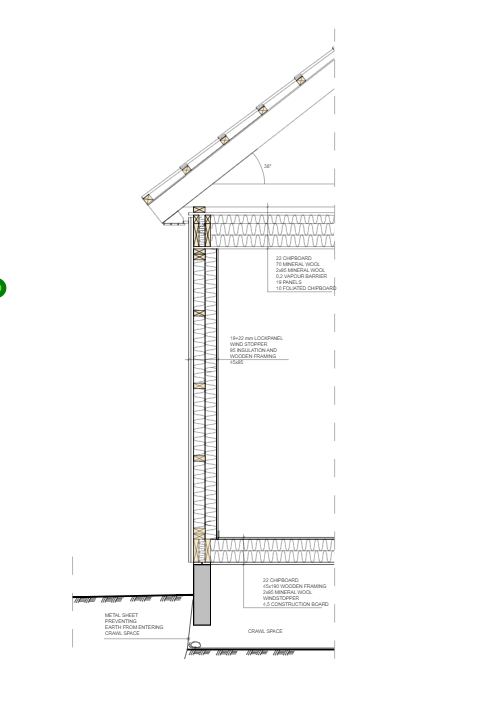 38°
22 CHIPBOARD
70 MINERAL WOOL
2x95 MINERAL WOOL
0,2 VAPOUR BARRIER
19 PANELS
10 FOLIATED CHIPBOARD
19+22 mm LOCKPANEL
WIND STOPPER
95 INSULATION AND
WOODEN FRAMING
45x95
22 CHIPBOARD
45x190 WOODEN FRAMING
2x95 MINERAL WOOL
WINDSTOPPER
4,5 CONSTRUCTION BOARD
METAL SHEET
PREVENTING
EARTH FROM ENTERING
CRAWL SPACE
CRAWL SPACE